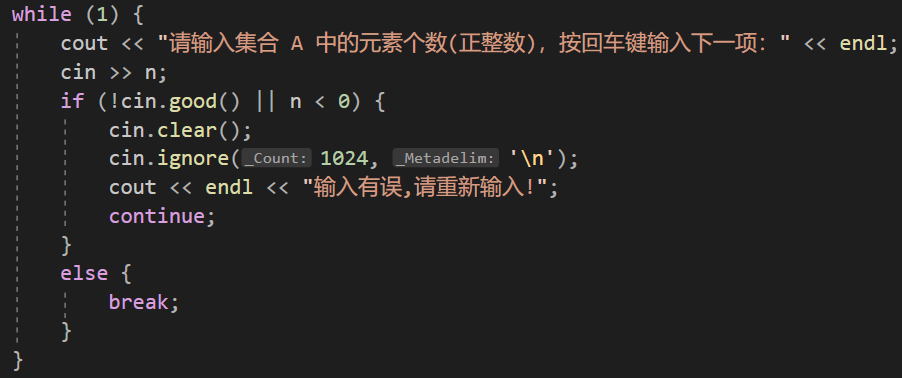 while (1) {
cout << "请输入集合 A 中的元素个数(正整数), 按回车键输入下一项: " << endl;
cin >> n;
if (!cin.good() || n < 0) {
cin.clear();
cin.ignore(_Count: 1024, _Metadelim: '\n');
cout << endl << "输入有误,请重新输入!";
continue;
}
else {
break;
}
}